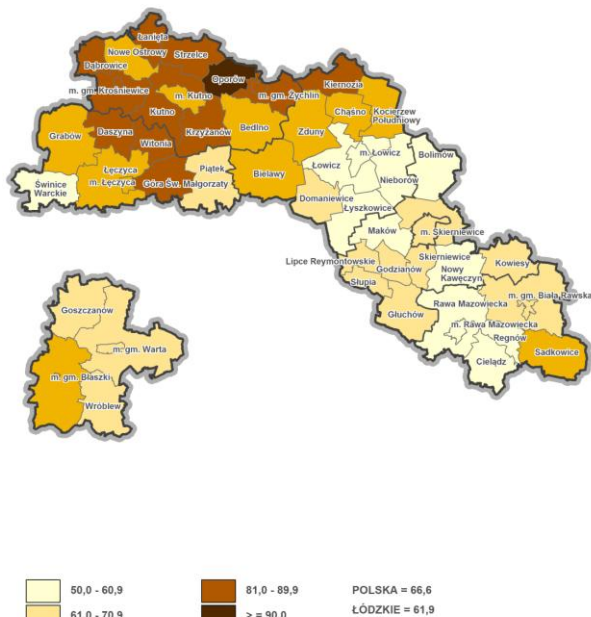 Łanięta
Nowe Ostrowy
Strzelce
Dąbrowice
Oporów
m. gm. Krośniewice
m. Kutno
m. gm. Żychlin
Kiernozia
Kutno
Chąśno
Kocierzew
Południowy
Grabów
Daszyna
Witonia
Krzyżanów
Bedlno
Zduny
m. Łowicz
Bolimów
Łęczyca
m. Łęczyca
Piątek
Góra Św. Małgorzaty
Bielawy
Łowicz
Nieborów
Świnice
Warckie
Domaniewice
Łyszkowice
Maków
m. Skierniewice
Lipce Reymontowskie
Godzianów
Skierniewice
Nowy
Kawęczyn
Kowiesy
Słupia
Głuchów
Rawa Mazowiecka
m. gm. Biała Rawska
m. Rawa Mazowiecka
Regnów
Sadkowice
Cielądz
Goszczanów
m. gm. Warta
m. gm. Błaszki
Wróblew
50,0 - 60,9
81,0 - 89,9
POLSKA = 66,6
61,0 - 70,9
> = 90,0
ŁÓDZKIE = 61,9